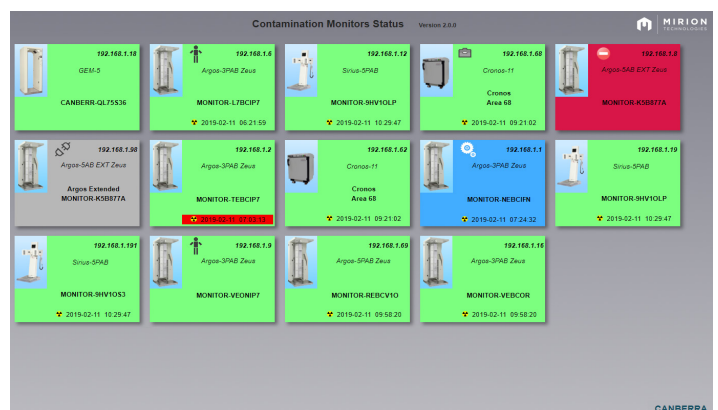 Contamination Monitors Status Version 2.0.0
MIRION
TECHNOLOGIES
192.168.1.18
GEM-5
CANBERR-QL75S36
192.168.1.6
Argos-3PAB Zeus
MONITOR-L7BCIP7
2019-02-11 06:21:59
192.168.1.12
Sirius-5PAB
MONITOR-9HV1OLP
2019-02-11 10:29:47
192.168.1.68
Cronos-11
Cronos
Area 68
2019-02-11 09:21:02
192.168.1.8
Argos-5AB EXT Zeus
MONITOR-K5B877A
192.168.1.98
Argos-5AB EXT Zeus
Argos Extended
MONITOR-K5B877A
192.168.1.2
Argos-3PAB Zeus
MONITOR-TEBCIP7
2019-02-11 07:03:14
192.168.1.62
Cronos-11
Cronos
Area 68
2019-02-11 09:21:02
192.168.1.1
Argos-3PAB Zeus
MONITOR-NEBCIFN
2019-02-11 07:24:32
192.168.1.19
Sirius-5PAB
MONITOR-9HV1OLP
2019-02-11 10:29:47
192.168.1.191
Sirius-5PAB
MONITOR-9HV1OS3
2019-02-11 10:29:47
192.168.1.9
Argos-3PAB Zeus
MONITOR-VEONIP7
192.168.1.69
Argos-5PAB Zeus
MONITOR-REBCV1O
2019-02-11 09:58:20
192.168.1.16
Argos-3PAB Zeus
MONITOR-VEBCOR
2019-02-11 09:58:20
CANBERRA